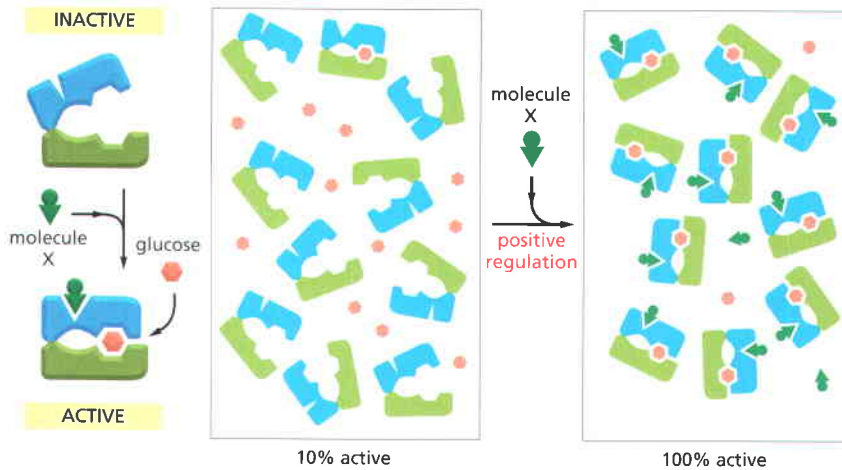 INACTIVE
molecule
X
glucose
ACTIVE
10% active
molecule
X
positive
regulation
100% active